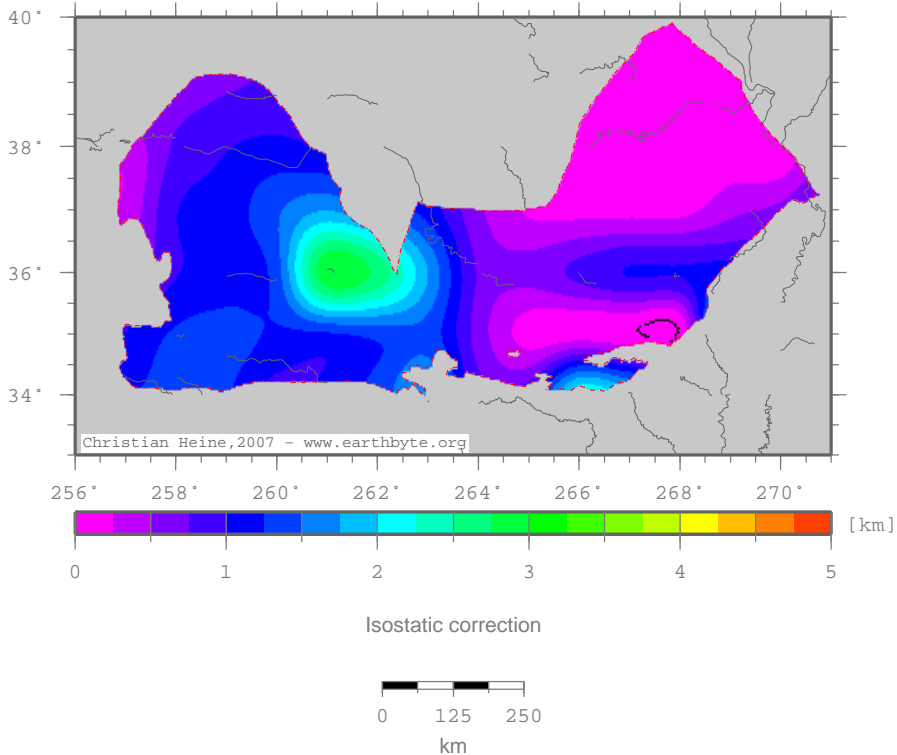 40°
38°
36°
34°
Christian Heine,2007 - www.earthbyte.org
256° 258° 260° 262° 264° 266° 268° 270°
[km]
0 1 2 3 4 5
Isostatic correction
0 125 250
km